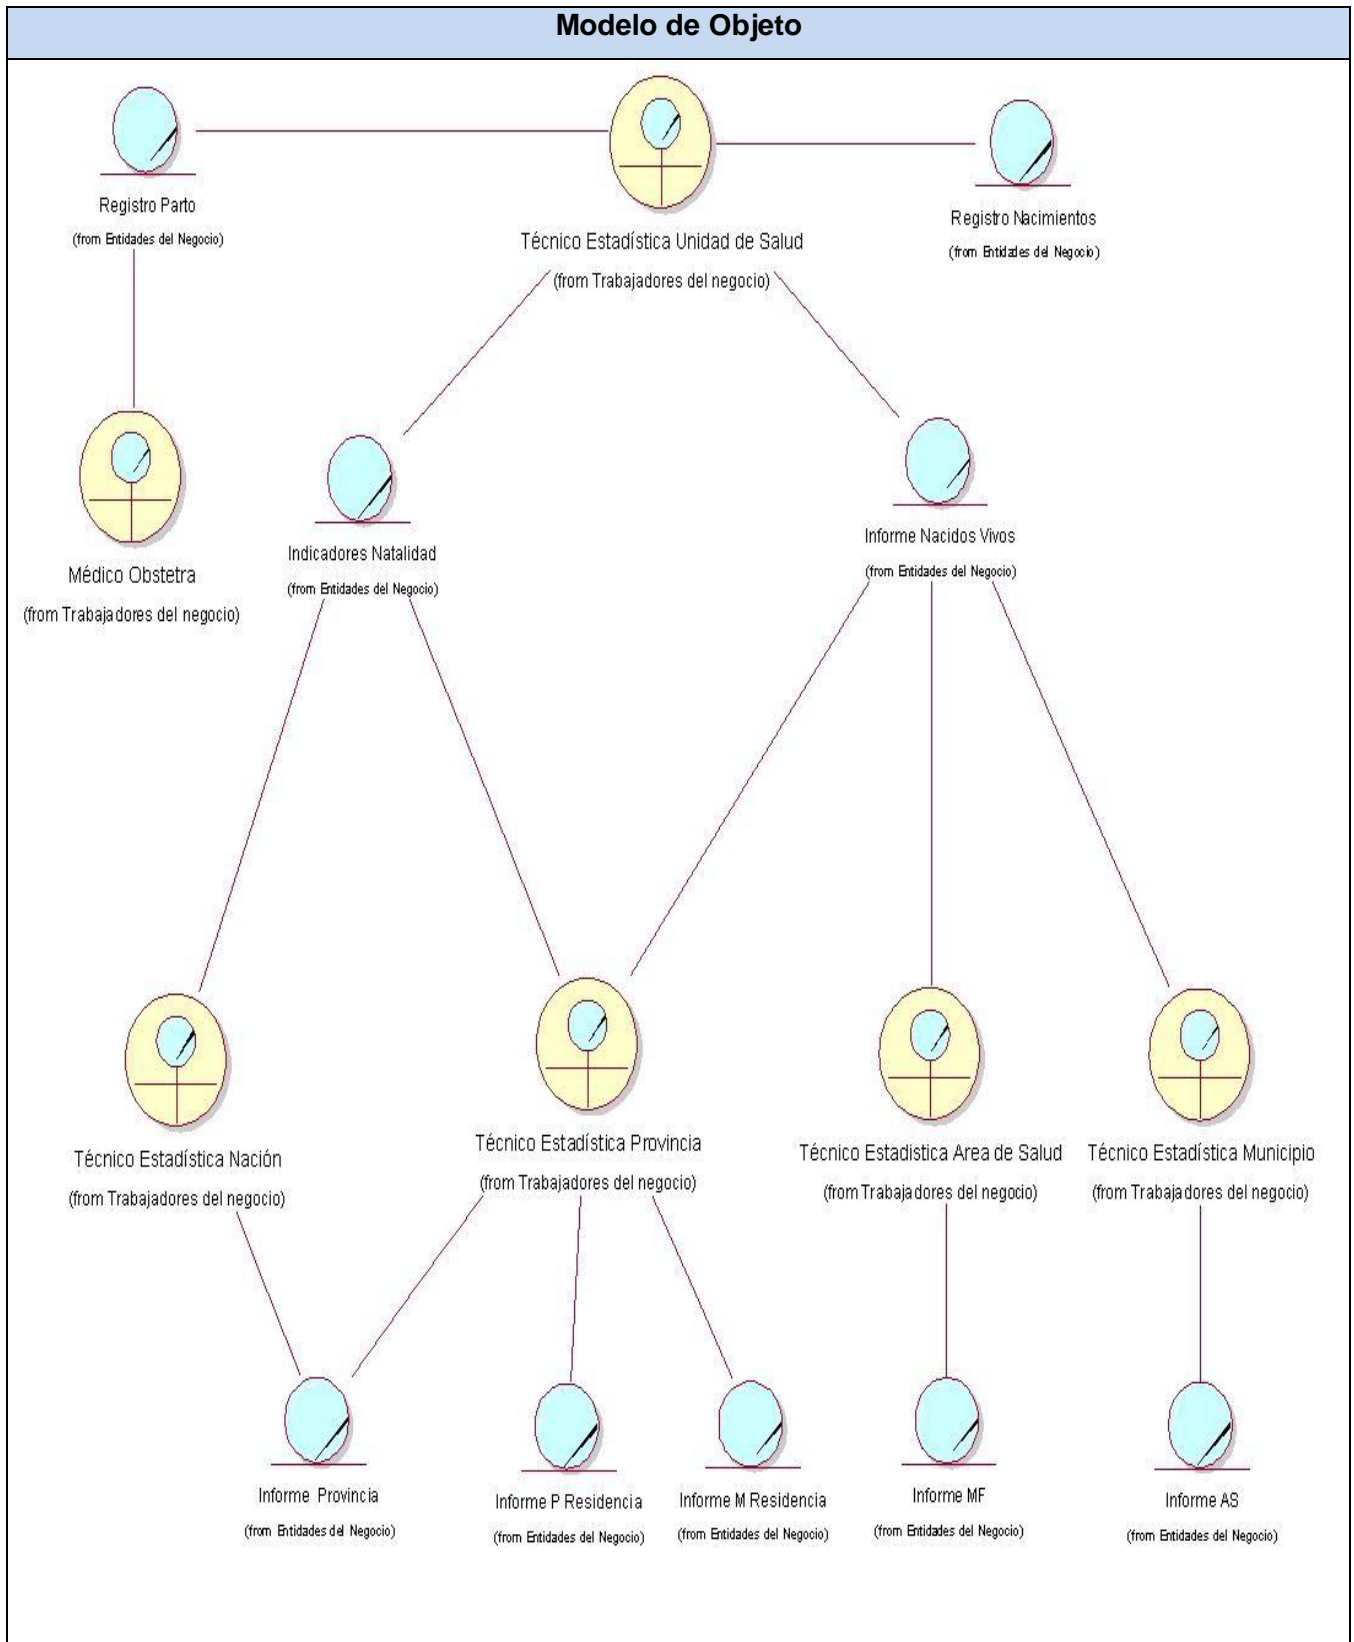 Modelo de Objeto
Registro Parto
(from Entidades del Negocio)
Técnico Estadística Unidad de Salud
(from Trabajadores del negocio)
Registro Nacimientos
(from Entidades del Negocio)
Médico Obstetra
(from Trabajadores del negocio)
Indicadores Natalidad
(from Entidades del Negocio)
Informe Nacidos Vivos
(from Entidades del Negocio)
Técnico Estadística Nación
(from Trabajadores del negocio)
Técnico Estadística Provincia
(from Trabajadores del negocio)
Técnico Estadistica Area de Salud
(from Trabajadores del negocio)
Técnico Estadística Municipio
(from Trabajadores del negocio)
Informe Provincia
(from Entidades del Negocio)
Informe P Residencia
(from Entidades del Negocio)
Informe M Residencia
(from Entidades del Negocio)
Informe MF
(from Entidades del Negocio)
Informe AS
(from Entidades del Negocio)